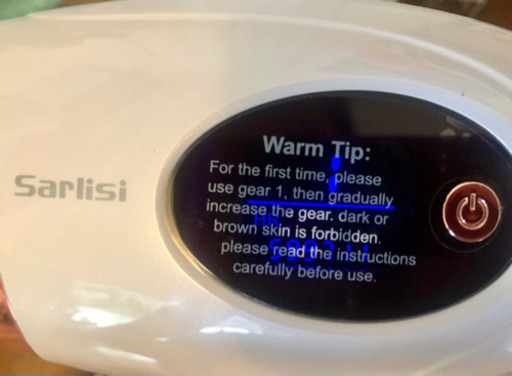 Sarlisi
Warm Tip:
For the first time, please
use gear 1, then gradually
increase the gear. dark or
brown skin is forbidden.
please read the instructions
carefully before use.
HR